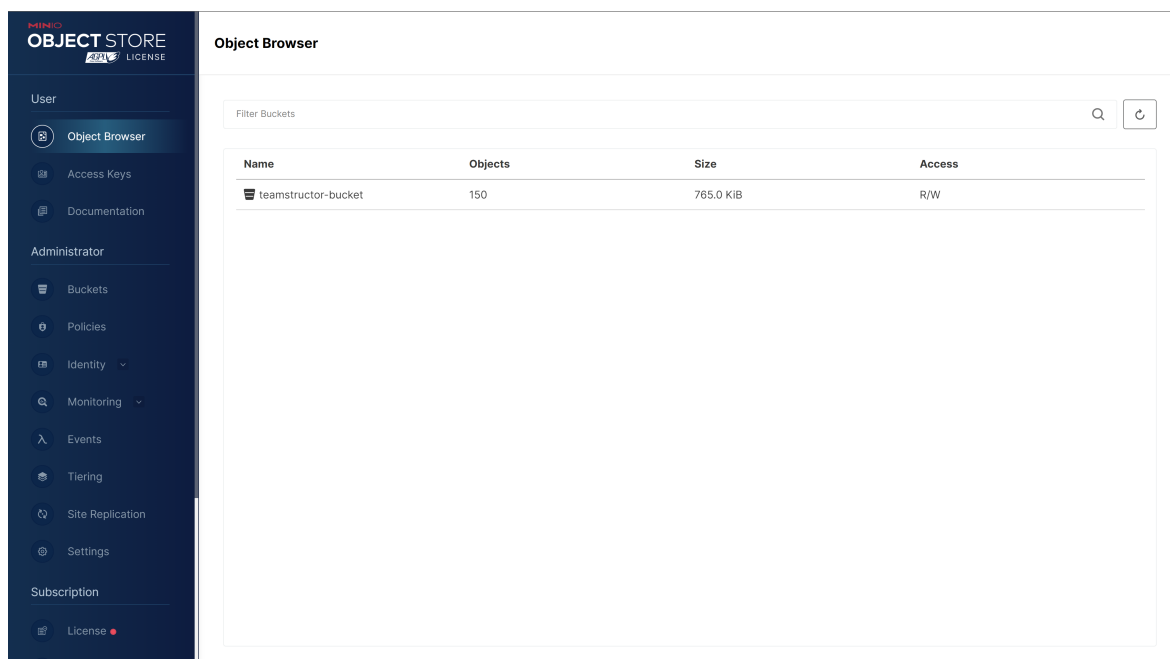 MINIO
OBJECT STORE
AGPLv3 LICENSE
User
Object Browser
Access Keys
Documentation
Administrator
Buckets
Policies
Identity
Monitoring
Events
Tiering
Site Replication
Settings
Subscription
License
Object Browser
Filter Buckets
Name Objects Size Access
teamstructor-bucket 150 765.0 KiB R/W